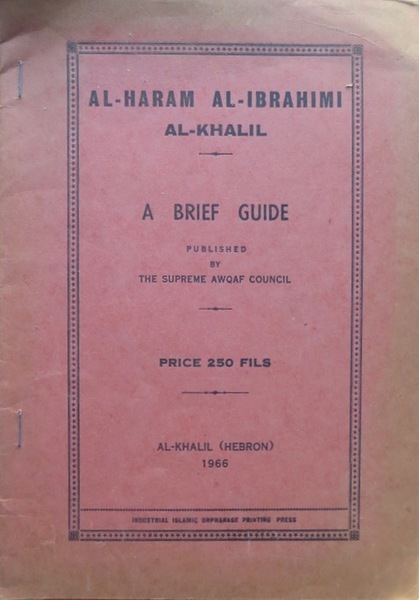 AL-HARAM AL-IBRAHIMI
AL-KHALIL
A BRIEF GUIDE
PUBLISHED
BY
THE SUPREME AWQAF COUNCIL
PRICE 250 FILS
AL-KHALIL (HEBRON)
1966
INDUSTRIAL ISLAMIC ORPHANAGE PRINTING PRESS